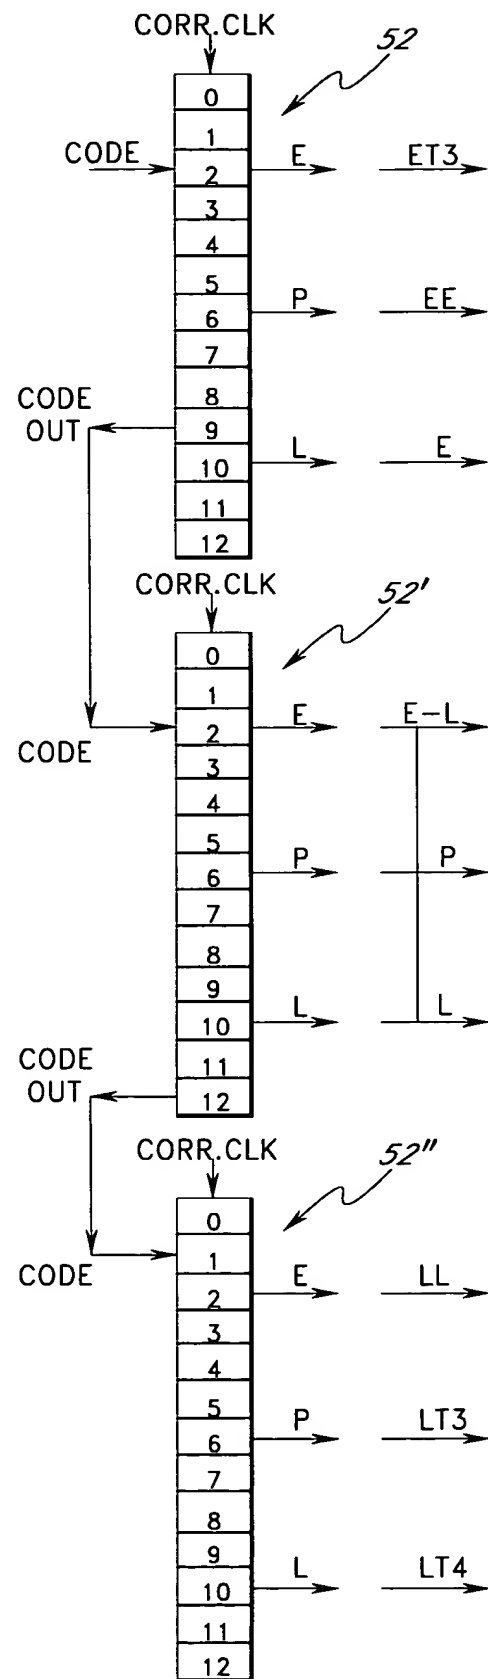 CORR.CLK
52
0
1
CODE 2 E ET3
3
4
5
6 P EE
7
8
CODE
OUT
9
10 L E
11
12
CORR.CLK
52'
0
1
CODE 2 E E-L
3
4
5
6 P P
7
8
9
10 L L
11
CODE
OUT
12
CORR.CLK
52"
0
CODE 1
2 E LL
3
4
5
6 P LT3
7
8
9
10 L LT4
11
12